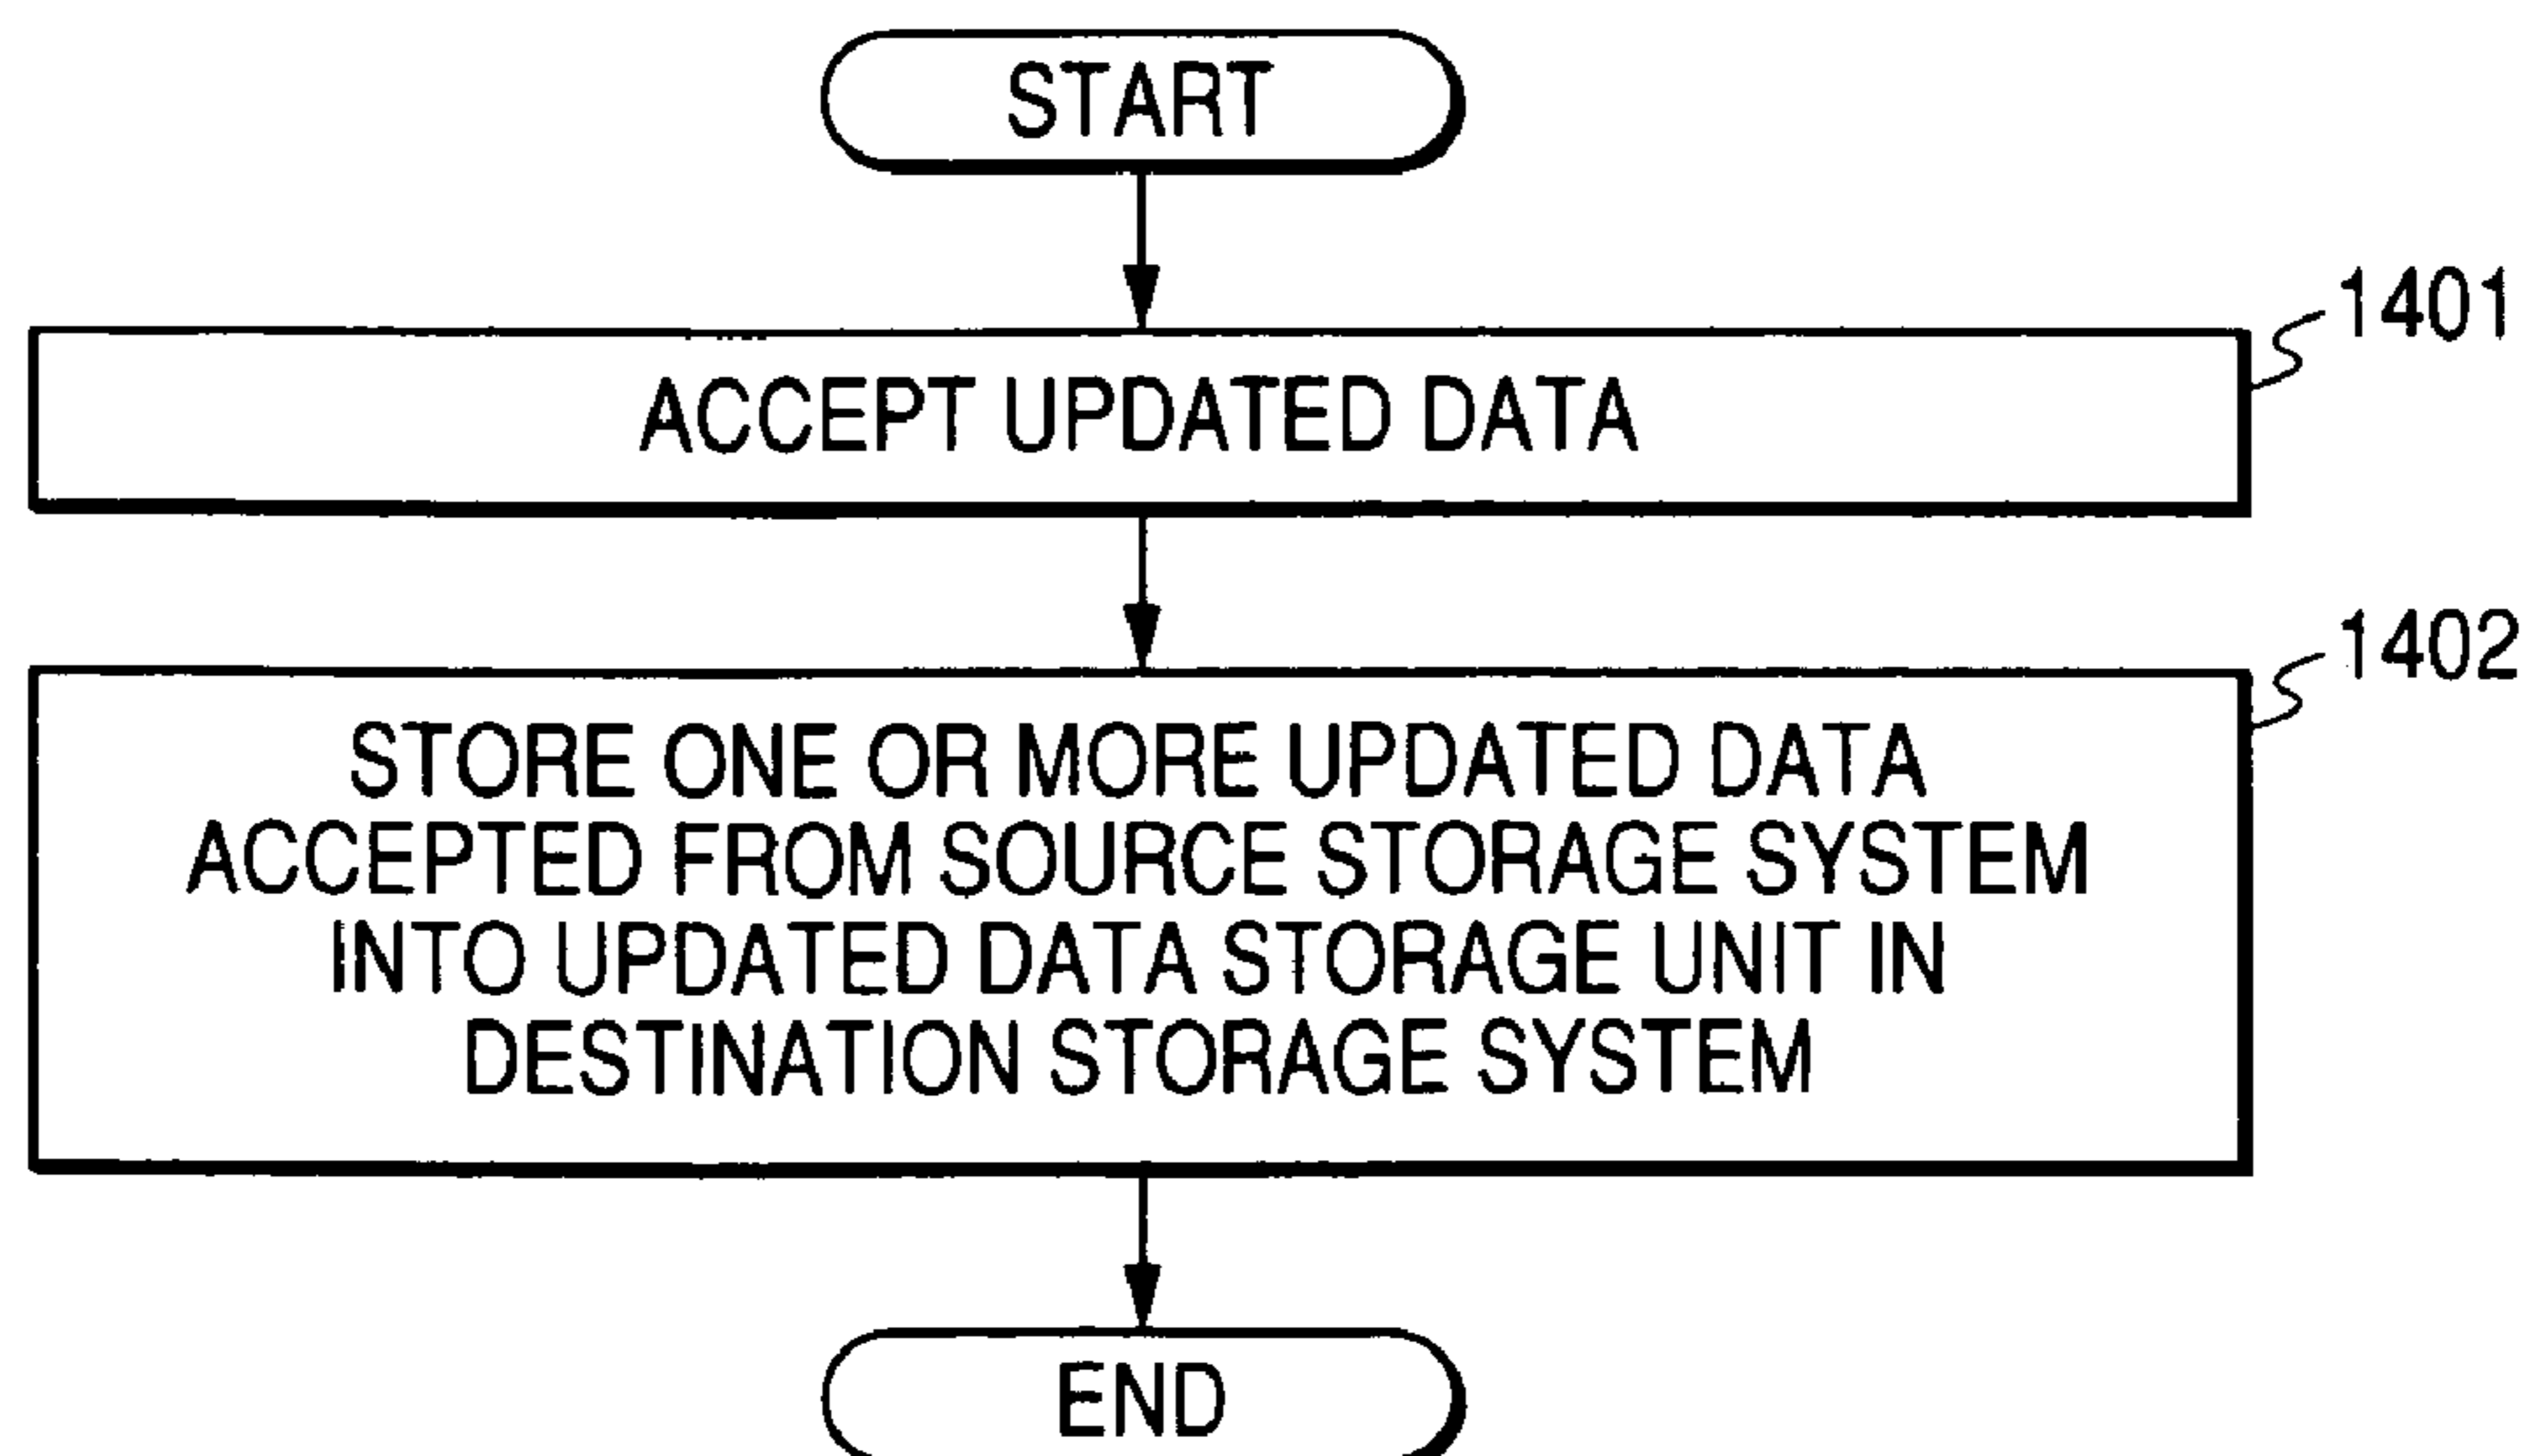 START
1401
ACCEPT UPDATED DATA
1402
STORE ONE OR MORE UPDATED DATA
ACCEPTED FROM SOURCE STORAGE SYSTEM
INTO UPDATED DATA STORAGE UNIT IN
DESTINATION STORAGE SYSTEM
END